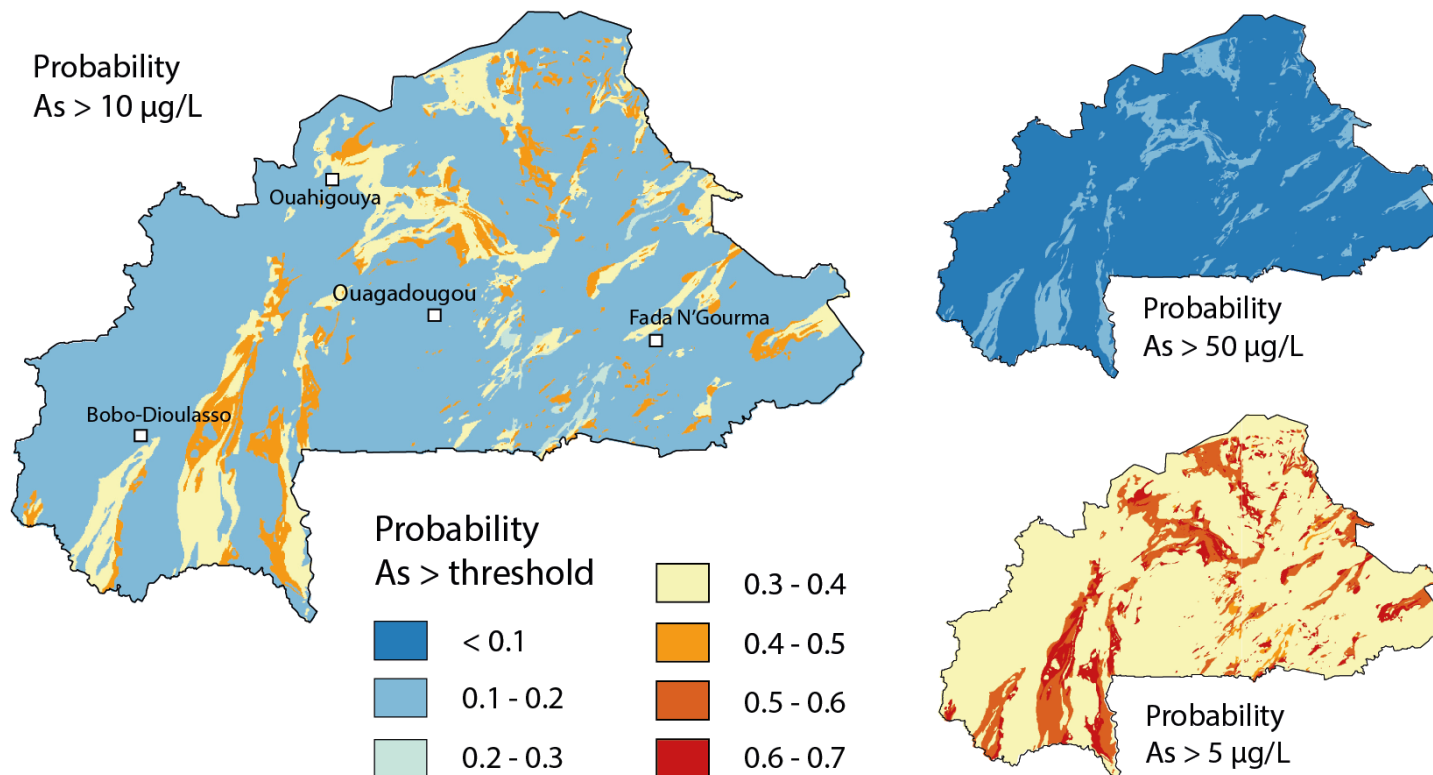 Probability
As > 10 µg/L
Ouahigouya
Ouagadougou
Fada N'Gourma
Bobo-Dioulasso
Probability
As > threshold
< 0.1
0.1 - 0.2
0.2 - 0.3
0.3 - 0.4
0.4 - 0.5
0.5 - 0.6
0.6 - 0.7
Probability
As > 50 µg/L
Probability
As > 5 µg/L